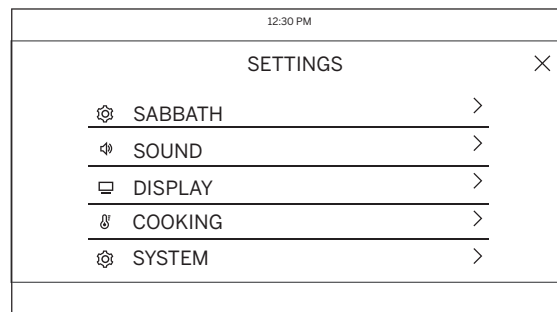 12:30 PM
SETTINGS
SABBATH
SOUND
DISPLAY
COOKING
SYSTEM